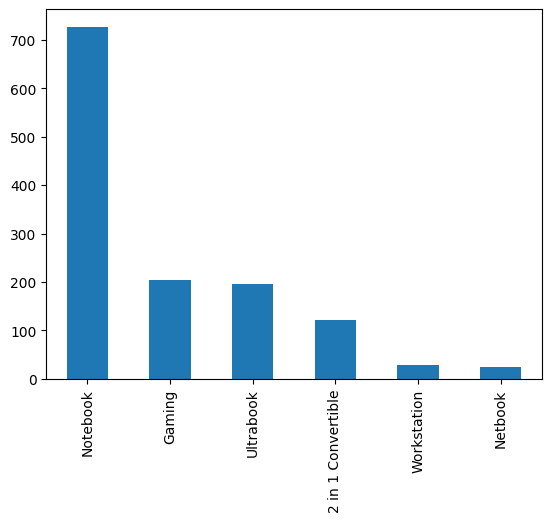 700
600
500
400
300
200
100
0
Notebook
Gaming
Ultrabook
2 in 1 Convertible
Workstation
Netbook